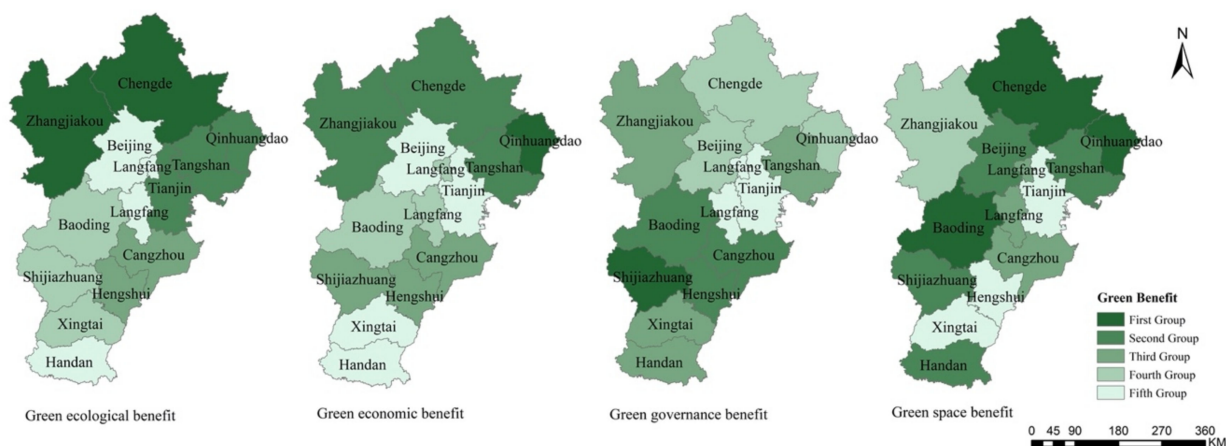 Chengde
Zhangjiakou
Beijing
Qinhuangdao
Langfang
Tangshan
Tianjin
Langfang
Baoding
Cangzhou
Shijiazhuang
Hengshui
Xingtai
Handan
Green ecological benefit
Chengde
Zhangjiakou
Beijing
Qinhuangdao
Langfang
Tangshan
Tianjin
Langfang
Baoding
Cangzhou
Shijiazhuang
Hengshui
Xingtai
Handan
Green economic benefit
Chengde
Zhangjiakou
Beijing
Qinhuangdao
Langfang
Tangshan
Tianjin
Langfang
Baoding
Cangzhou
Shijiazhuang
Hengshui
Xingtai
Handan
Green governance benefit
Chengde
Zhangjiakou
Beijing
Qinhuangdao
Langfang
Tangshan
Tianjin
Langfang
Baoding
Cangzhou
Shijiazhuang
Hengshui
Xingtai
Handan
Green space benefit
N
Green Benefit
First Group
Second Group
Third Group
Fourth Group
Fifth Group
0 45 90 180 270 360
KM